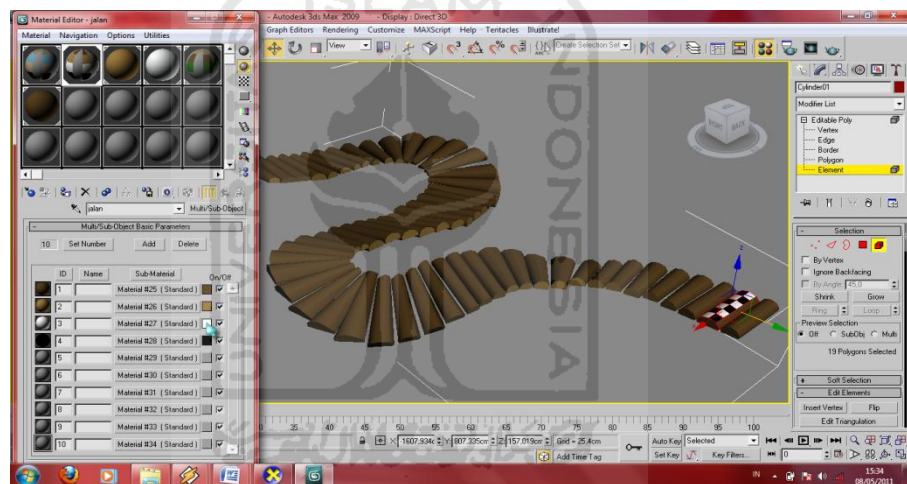 Material Editor - jalan
Material Navigation Options Utilities
jalan Multi/Sub-Object
Multi/Sub-Object Basic Parameters
10 Set Number Add Delete
ID Name Sub-Material On/Off
1 Material #25 ( Standard )
2 Material #26 ( Standard )
3 Material #27 ( Standard )
4 Material #28 ( Standard )
5 Material #29 ( Standard )
6 Material #30 ( Standard )
7 Material #31 ( Standard )
8 Material #32 ( Standard )
9 Material #33 ( Standard )
10 Material #34 ( Standard )
- Autodesk 3ds Max 2009 - Display : Direct 3D
Graph Editors Rendering Customize MAXScript Help Tentacles Illustrate!
View Create Selection Set
BACK
z
Cylinder01
Modifier List
Editable Poly
Vertex
Edge
Border
Polygon
Element
Selection
By Vertex
Ignore Backfacing
By Angle: 45,0
Shrink Grow
Ring Loop
Preview Selection
Off SubObj Multi
19 Polygons Selected
Soft Selection
Edit Elements
Insert Vertex Flip
Edit Triangulation
35 40 45 50 55 60 65 70 75 80 85 90 95 100
X: 1607,934c Y: 807,335cm Z: 157,019cm Grid = 25,4cm
Add Time Tag
Auto Key Selected
Set Key Key Filters... 0
IN 15:34
08/05/2011
UNIVERSITAS ISLAM
INDONESIA